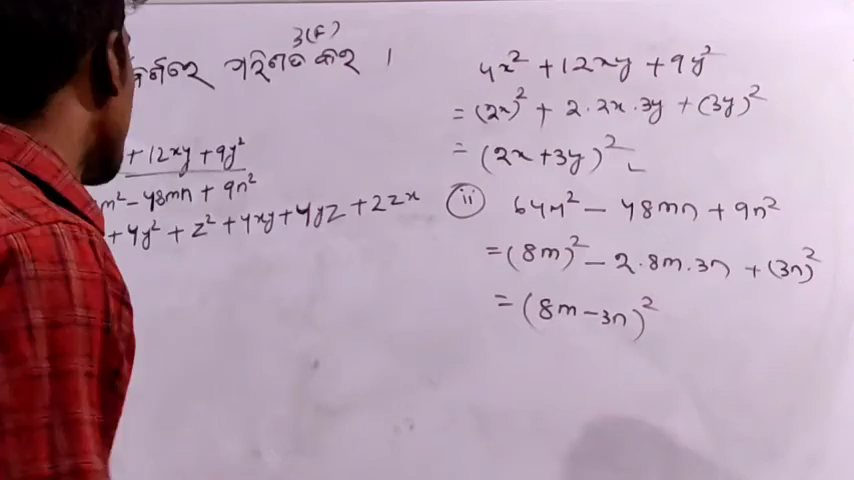 3(F)
ପରିଣତ କର ।
+ 12xy + 9y²
m² - 48mn + 9n²
+ 4y² + z² + 4xy + 4yz + 2zx
4x² + 12xy + 9y²
= (2x)² + 2·2x·3y + (3y)²
= (2x + 3y)²
(ii) 64m² - 48mn + 9n²
= (8m)² - 2·8m·3n + (3n)²
= (8m - 3n)²